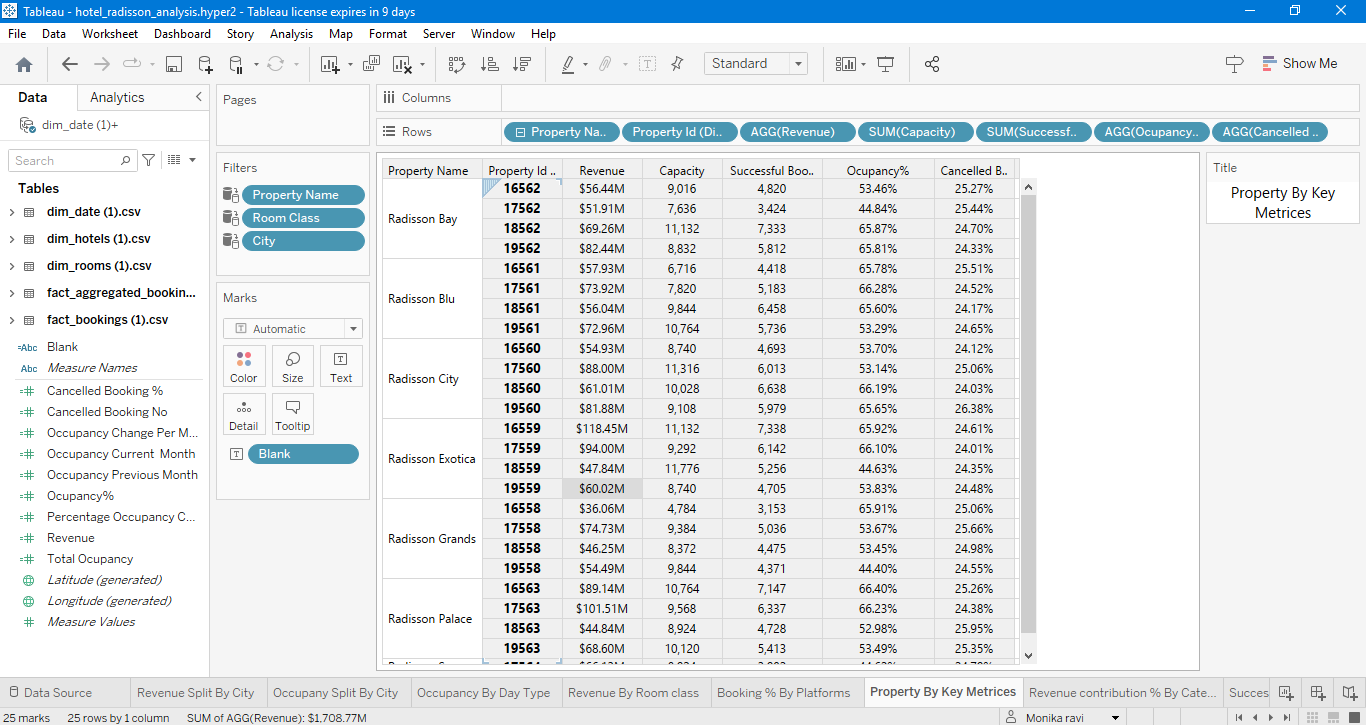 Tableau - hotel_radisson_analysis.hyper2 - Tableau license expires in 9 days
File Data Worksheet Dashboard Story Analysis Map Format Server Window Help
Standard Show Me
Data Analytics
dim_date (1)+
Search
Tables
dim_date (1).csv
dim_hotels (1).csv
dim_rooms (1).csv
fact_aggregated_bookin...
fact_bookings (1).csv
=Abc Blank
Abc Measure Names
Cancelled Booking %
Cancelled Booking No
Occupancy Change Per M...
Occupancy Current Month
Occupancy Previous Month
Ocupancy%
Percentage Occupancy C...
Revenue
Total Ocupancy
Latitude (generated)
Longitude (generated)
Measure Values
Pages
Filters
Property Name
Room Class
City
Marks
Automatic
Color Size Text
Detail Tooltip
Blank
Columns
Rows Property Na.. Property Id (Di.. AGG(Revenue) SUM(Capacity) SUM(Successf.. AGG(Ocupancy.. AGG(Cancelled ..
Property Name Property Id .. Revenue Capacity Successful Boo.. Ocupancy% Cancelled B..
Radisson Bay
16562 $56.44M 9,016 4,820 53.46% 25.27%
17562 $51.91M 7,636 3,424 44.84% 25.44%
18562 $69.26M 11,132 7,333 65.87% 24.70%
19562 $82.44M 8,832 5,812 65.81% 24.33%
Radisson Blu
16561 $57.93M 6,716 4,418 65.78% 25.51%
17561 $73.92M 7,820 5,183 66.28% 24.52%
18561 $56.04M 9,844 6,458 65.60% 24.17%
19561 $72.96M 10,764 5,736 53.29% 24.65%
Radisson City
16560 $54.93M 8,740 4,693 53.70% 24.12%
17560 $88.00M 11,316 6,013 53.14% 25.06%
18560 $61.01M 10,028 6,638 66.19% 24.03%
19560 $81.88M 9,108 5,979 65.65% 26.38%
Radisson Exotica
16559 $118.45M 11,132 7,338 65.92% 24.61%
17559 $94.00M 9,292 6,142 66.10% 24.01%
18559 $47.84M 11,776 5,256 44.63% 24.35%
19559 $60.02M 8,740 4,705 53.83% 24.48%
Radisson Grands
16558 $36.06M 4,784 3,153 65.91% 25.06%
17558 $74.73M 9,384 5,036 53.67% 25.66%
18558 $46.25M 8,372 4,475 53.45% 24.98%
19558 $54.49M 9,844 4,371 44.40% 24.55%
Radisson Palace
16563 $89.14M 10,764 7,147 66.40% 25.26%
17563 $101.51M 9,568 6,337 66.23% 24.38%
18563 $44.84M 8,924 4,728 52.98% 25.95%
19563 $68.60M 10,120 5,413 53.49% 25.35%
Title
Property By Key
Metrices
Data Source Revenue Split By City Occupany Split By City Occupancy By Day Type Revenue By Room class Booking % By Platforms Property By Key Metrices Revenue contribution % By Cate... Succes
25 marks 25 rows by 1 column SUM of AGG(Revenue): $1,708.77M Monika ravi